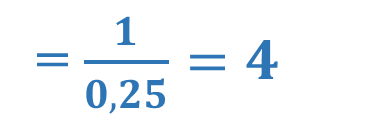 = 1/0,25 = 4